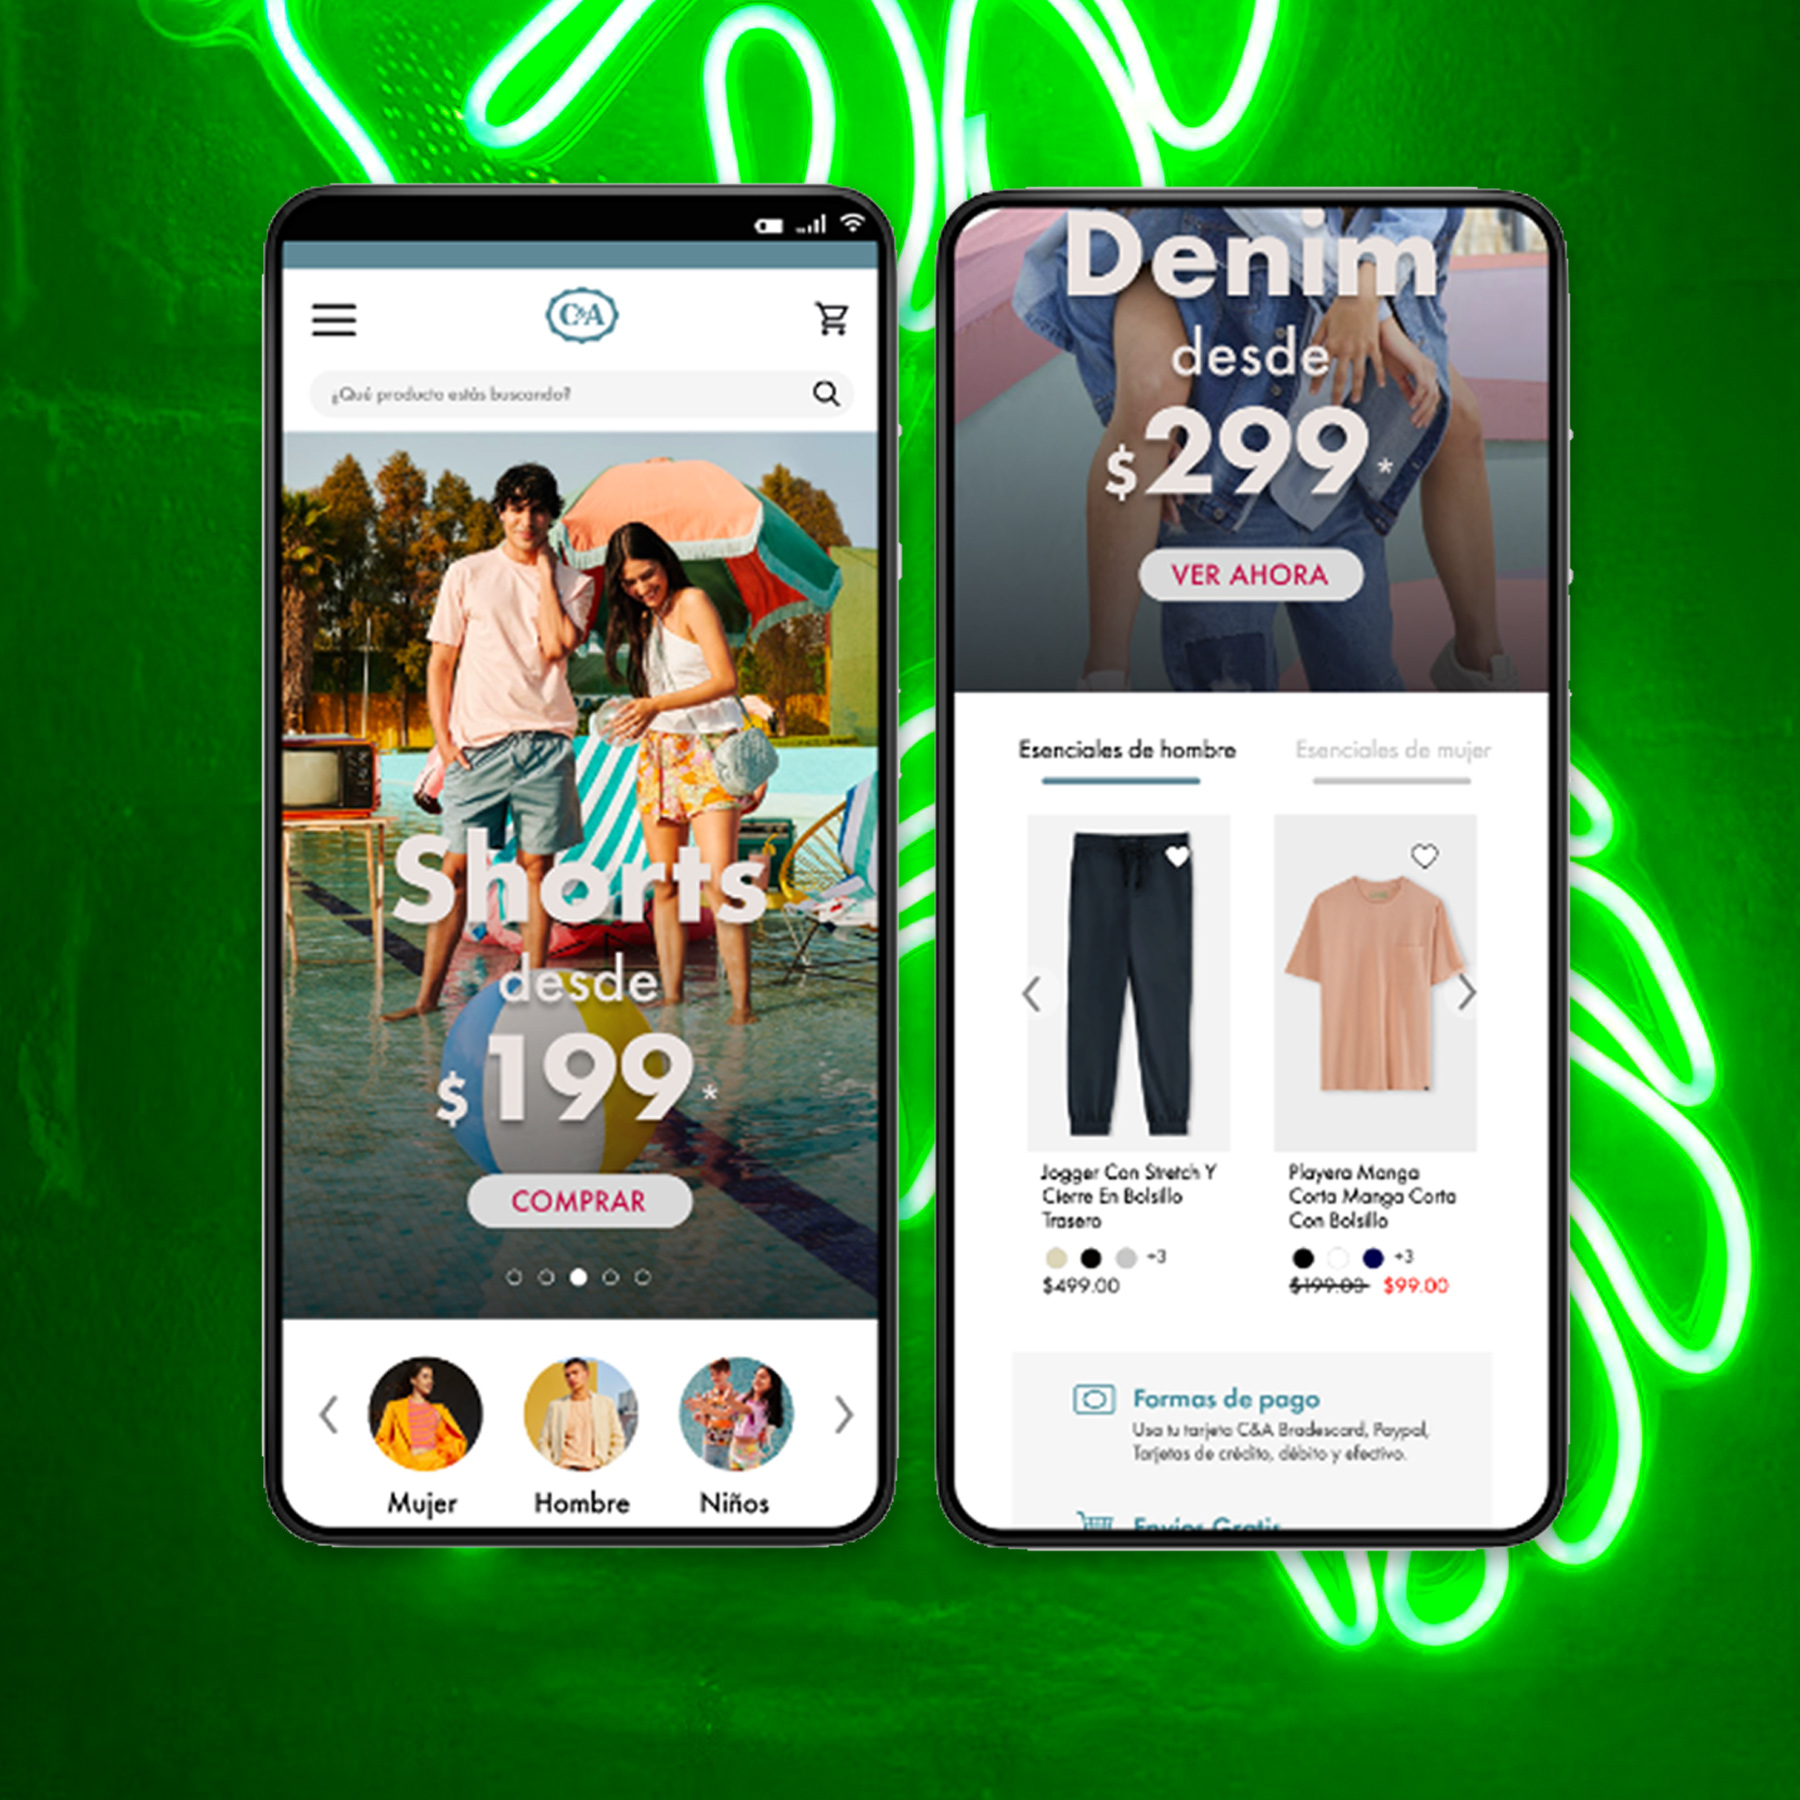 C&A
¿Qué producto estás buscando?
Shorts
desde
$199*
COMPRAR
Mujer
Hombre
Niños
Denim
desde
$299*
VER AHORA
Esenciales de hombre
Esenciales de mujer
Jogger Con Stretch Y
Cierre En Bolsillo
Trasero
+3
$499.00
Playera Manga
Corta Manga Corta
Con Bolsillo
+3
$199.00 $99.00
Formas de pago
Usa tu tarjeta C&A Bradescard, Paypal,
Tarjetas de crédito, débito y efectivo.
Envíos Gratis